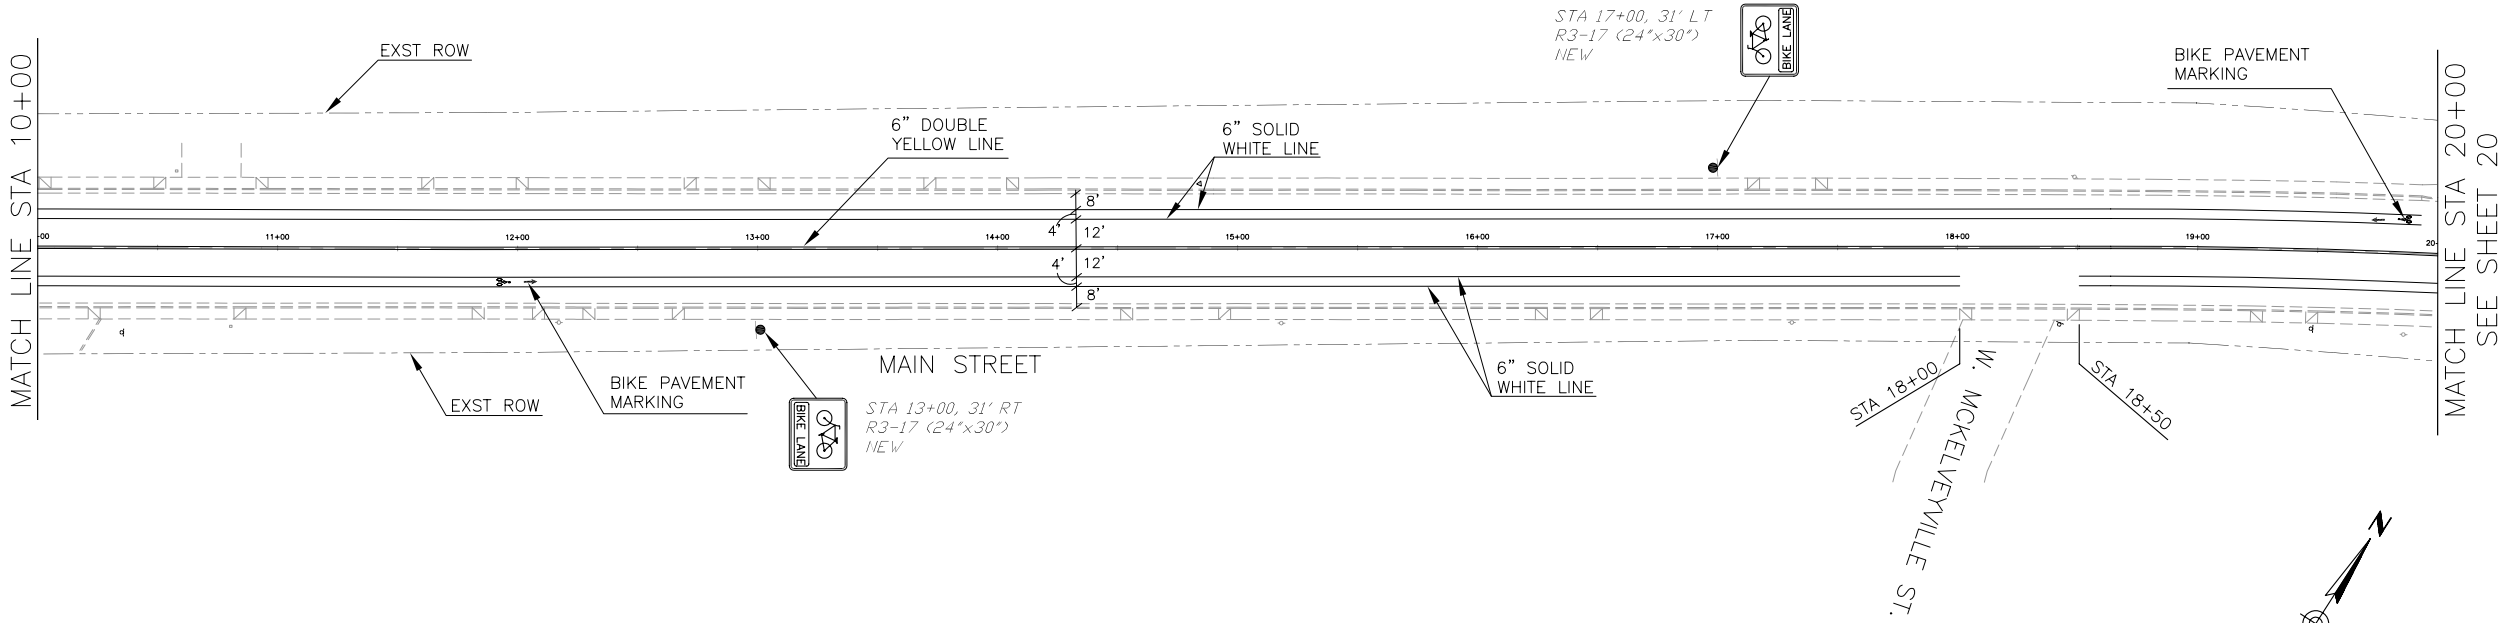 MATCH LINE STA 10+00
EXST ROW
STA 17+00, 31' LT
R3-17 (24"x30")
NEW
BIKE LANE
BIKE PAVEMENT
MARKING
6" DOUBLE
YELLOW LINE
6" SOLID
WHITE LINE
8'
4'
12'
+00
11+00
12+00
13+00
14+00
15+00
16+00
17+00
18+00
19+00
20+
4'
12'
8'
MAIN STREET
6" SOLID
WHITE LINE
EXST ROW
BIKE PAVEMENT
MARKING
BIKE LANE
STA 13+00, 31' RT
R3-17 (24"x30")
NEW
STA 18+00
W. MCKELVEYVILLE ST.
STA 18+50
MATCH LINE STA 20+00
SEE SHEET 20
N